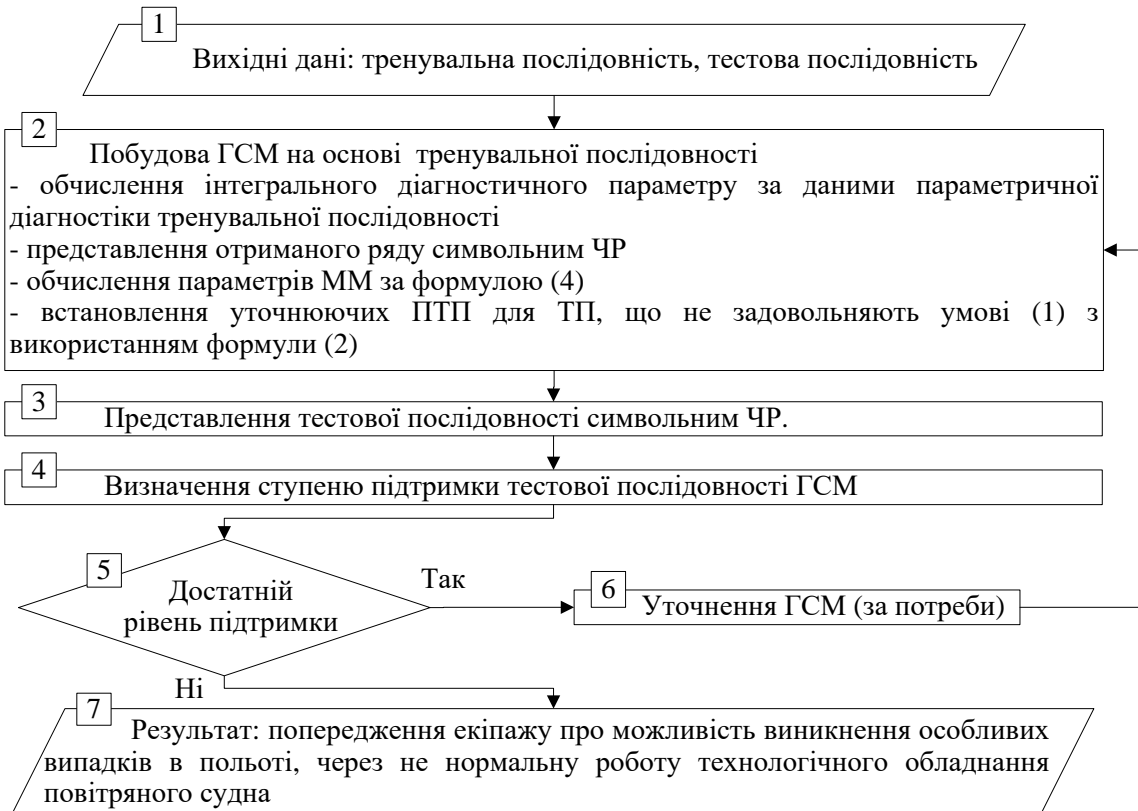 1
Вихідні дані: тренувальна послідовність, тестова послідовність
2
Побудова ГСМ на основі тренувальної послідовності
- обчислення інтегрального діагностичного параметру за даними параметричної
діагностіки тренувальної послідовності
- представлення отриманого ряду символьним ЧР
- обчислення параметрів ММ за формулою (4)
- встановлення уточнюючих ПТП для ТП, що не задовольняють умові (1) з
використанням формули (2)
3
Представлення тестової послідовності символьним ЧР.
4
Визначення ступеню підтримки тестової послідовності ГСМ
5
Достатній
рівень підтримки
Так
6
Уточнення ГСМ (за потреби)
Ні
7
Результат: попередження екіпажу про можливість виникнення особливих
випадків в польоті, через не нормальну роботу технологічного обладнання
повітряного судна